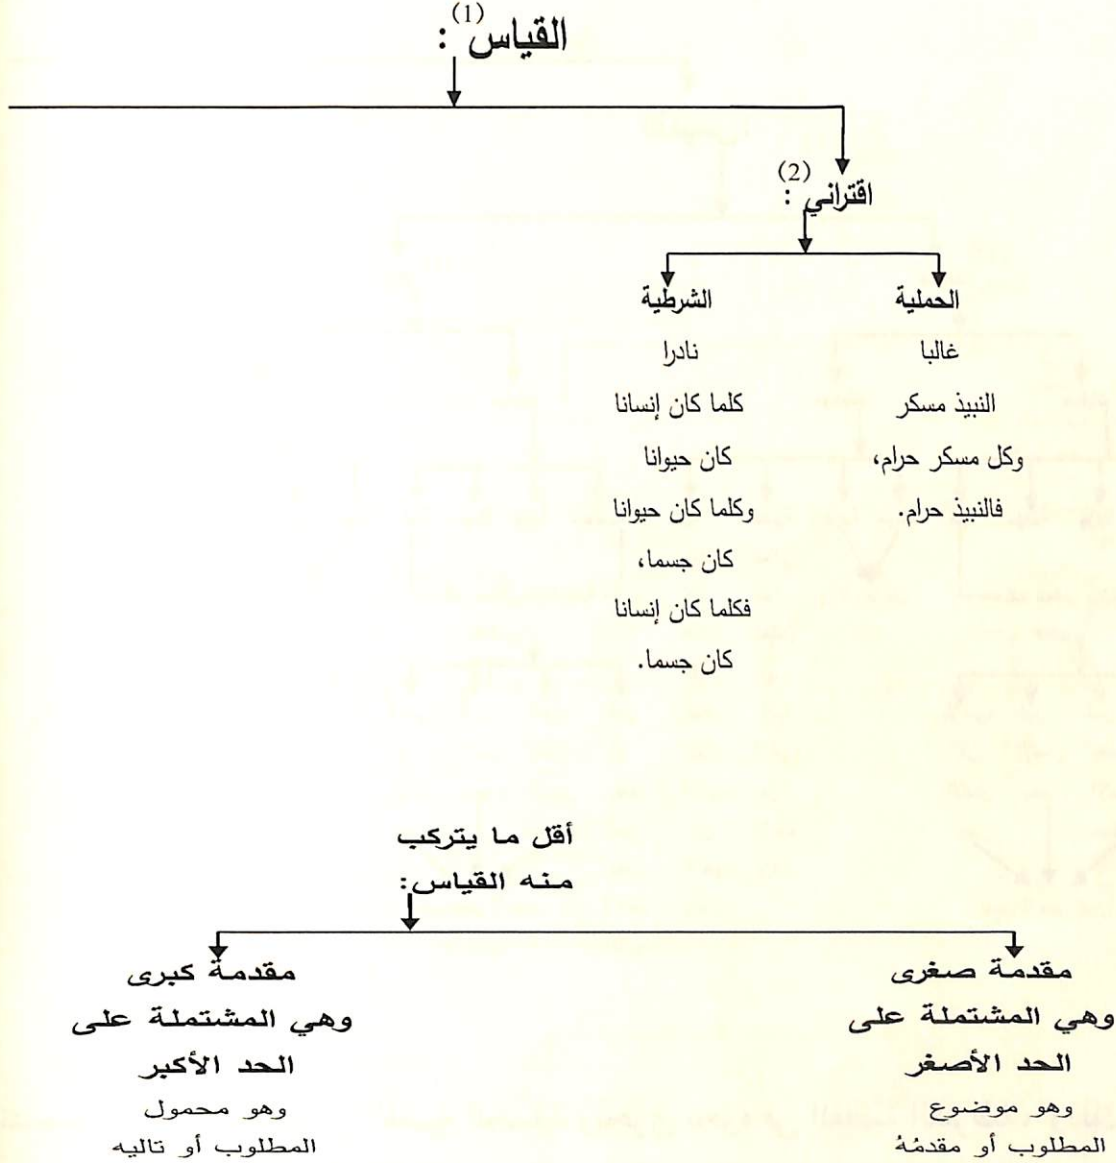 القياس(1) :
اقتراني(2) :
الحملية
غالبا
النبيذ مسكر
وكل مسكر حرام،
فالنبيذ حرام.
الشرطية
نادرا
كلما كان إنسانا
كان حيوانا
وكلما كان حيوانا
كان جسما،
فكلما كان إنسانا
كان جسما.
أقل ما يتركب
منه القياس:
مقدمة صغرى
وهي المشتملة على
الحد الأصغر
وهو موضوع
المطلوب أو مقدمُهُ
مقدمة كبرى
وهي المشتملة على
الحد الأكبر
وهو محمول
المطلوب أو تاليه